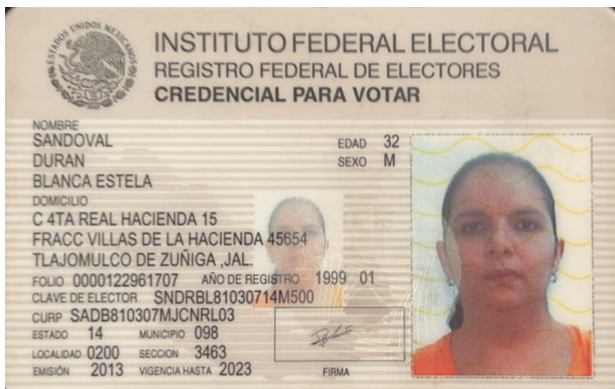 ESTADOS UNIDOS MEXICANOS
INSTITUTO FEDERAL ELECTORAL
REGISTRO FEDERAL DE ELECTORES
CREDENCIAL PARA VOTAR
NOMBRE
SANDOVAL
DURAN
BLANCA ESTELA
EDAD 32
SEXO M
DOMICILIO
C 4TA REAL HACIENDA 15
FRACC VILLAS DE LA HACIENDA 45654
TLAJOMULCO DE ZUÑIGA ,JAL.
FOLIO 0000122961707 AÑO DE REGISTRO 1999 01
CLAVE DE ELECTOR SNDRBL81030714M500
CURP SADB810307MJCNRL03
ESTADO 14 MUNICIPIO 098
LOCALIDAD 0200 SECCION 3463
EMISIÓN 2013 VIGENCIA HASTA 2023
FIRMA